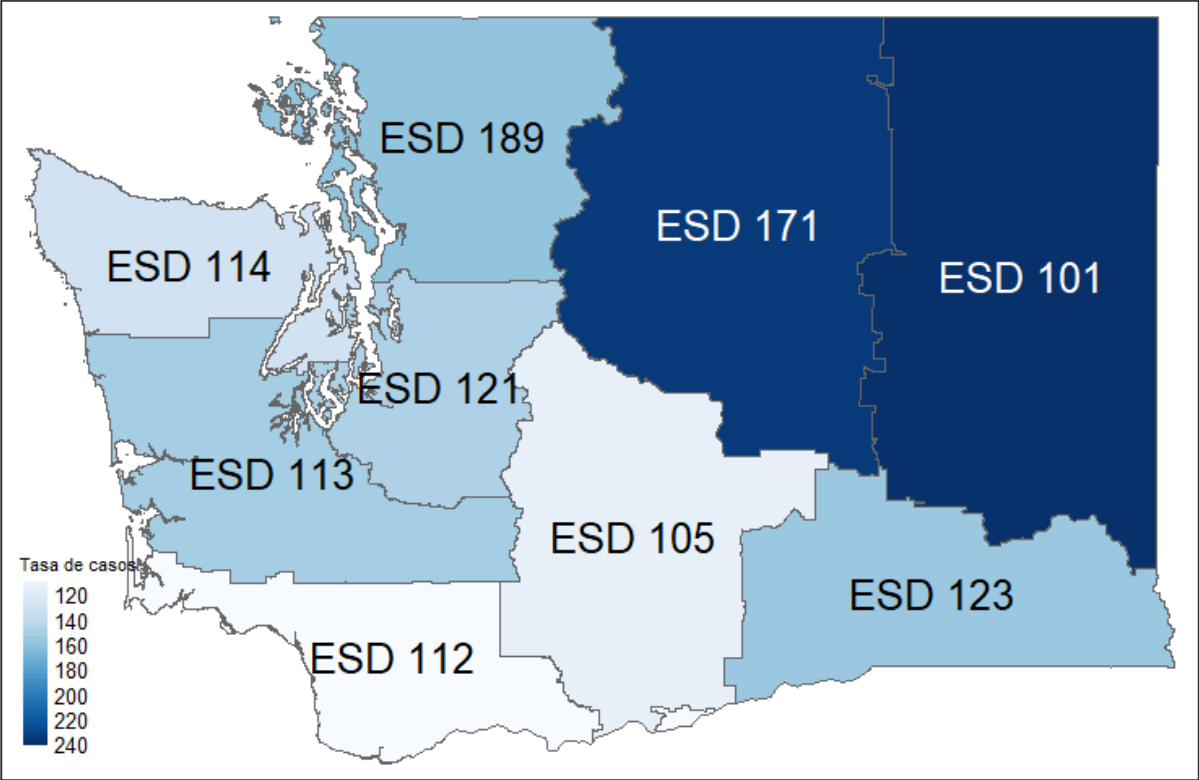 ESD 189
ESD 171
ESD 114
ESD 101
ESD 121
ESD 113
ESD 105
ESD 123
ESD 112
Tasa de casos
120
140
160
180
200
220
240